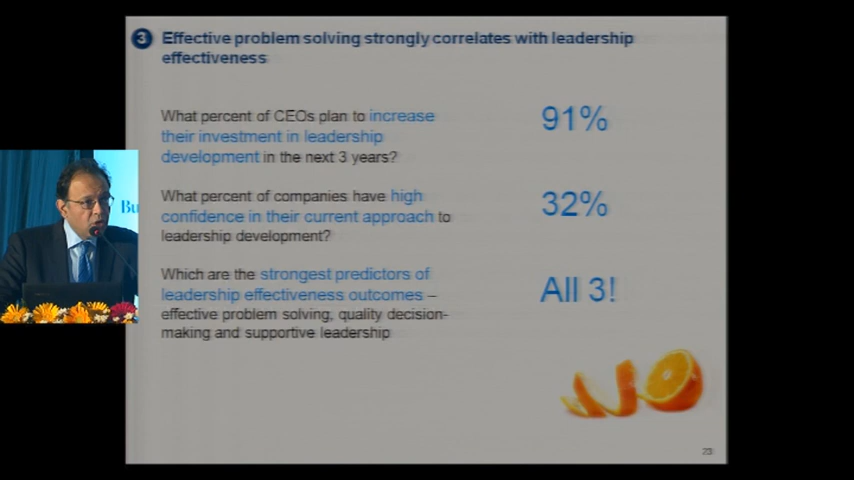 3 Effective problem solving strongly correlates with leadership
effectiveness
What percent of CEOs plan to increase
their investment in leadership
development in the next 3 years?
91%
What percent of companies have high
confidence in their current approach to
leadership development?
32%
Which are the strongest predictors of
leadership effectiveness outcomes –
effective problem solving, quality decision-
making and supportive leadership
All 3!
Bu
23